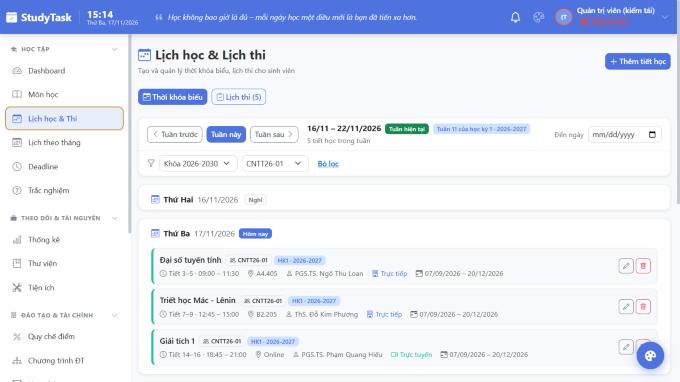 StudyTask
15:14
Thứ Ba, 17/11/2026
Học không bao giờ là đủ – mỗi ngày học một điều mới là bạn đã tiến xa hơn.
(T
Quản trị viên (kiểm tải)
HỌC TẬP
Dashboard
Môn học
Lịch học & Thi
Lịch theo tháng
Deadline
Trắc nghiệm
THEO DÕI & TÀI NGUYÊN
Thống kê
Thư viện
Tiện ích
ĐÀO TẠO & TÀI CHÍNH
Quy chế điểm
Chương trình ĐT
Lịch học & Lịch thi
Tạo và quản lý thời khóa biểu, lịch thi cho sinh viên
+ Thêm tiết học
Thời khóa biểu
Lịch thi (5)
Tuần trước
Tuần này
Tuần sau
16/11 – 22/11/2026 Tuần hiện tại Tuần 11 của học kỳ 1 · 2026-2027
5 tiết học trong tuần
Đến ngày mm/dd/yyyy
Khóa 2026-2030
CNTT26-01
Bỏ lọc
Thứ Hai 16/11/2026 Nghỉ
Thứ Ba 17/11/2026 Hôm nay
Đại số tuyến tính CNTT26-01 HK1 · 2026-2027
Tiết 3–5 · 09:00 – 11:30 A4.405 PGS.TS. Ngô Thu Loan Trực tiếp 07/09/2026 – 20/12/2026
Triết học Mác - Lênin CNTT26-01 HK1 · 2026-2027
Tiết 7–9 · 12:45 – 15:00 B2.205 ThS. Đỗ Kim Phương Trực tiếp 07/09/2026 – 20/12/2026
Giải tích 1 CNTT26-01 HK1 · 2026-2027
Tiết 14–16 · 18:45 – 21:00 Online PGS.TS. Phạm Quang Hiếu Trực tuyến 07/09/2026 – 20/12/2026